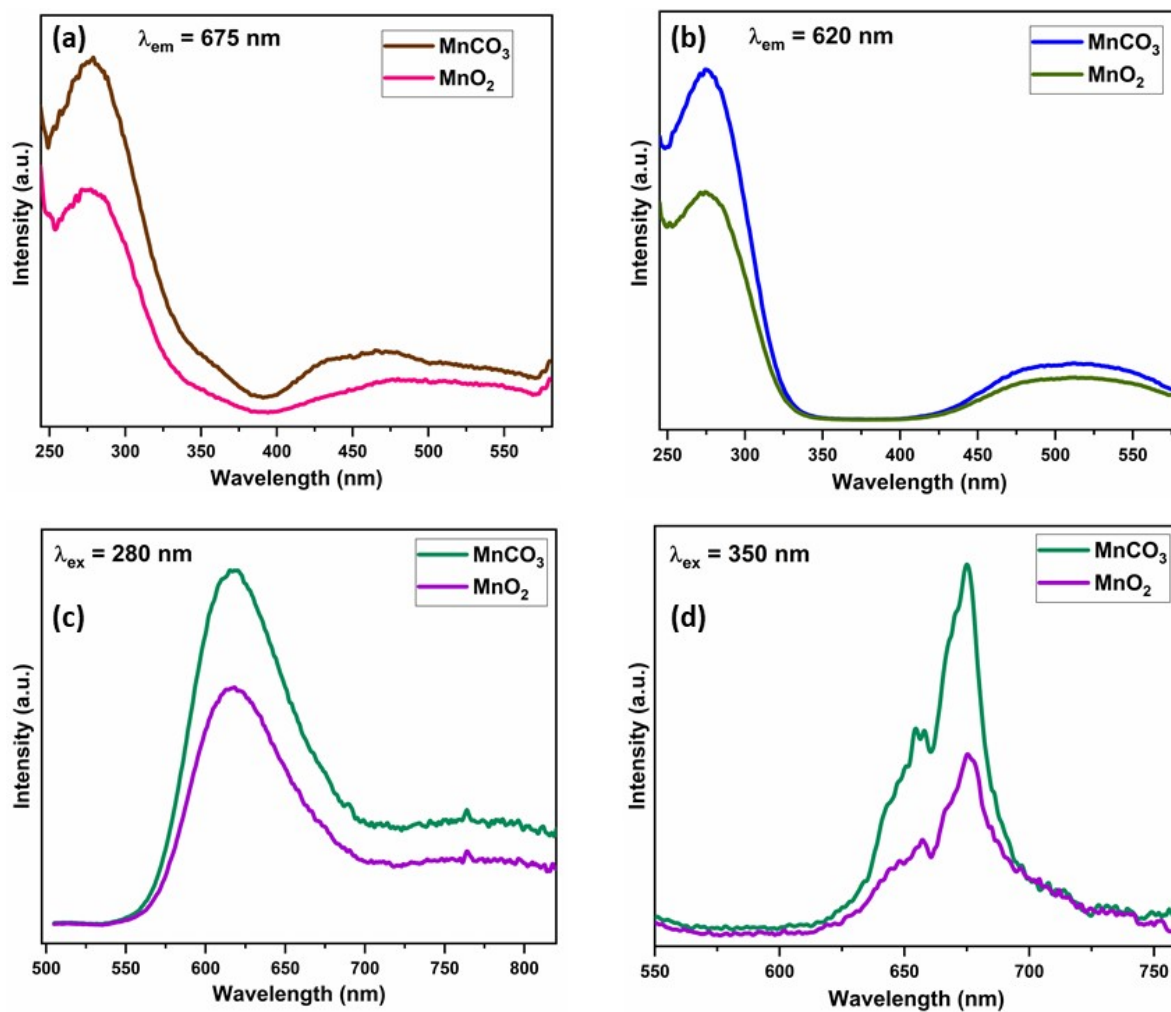 (a)
λem = 675 nm
MnCO3
MnO2
Intensity (a.u.)
250 300 350 400 450 500 550
Wavelength (nm)
(b)
λem = 620 nm
MnCO3
MnO2
Intensity (a.u.)
250 300 350 400 450 500 550
Wavelength (nm)
λex = 280 nm
(c)
MnCO3
MnO2
Intensity (a.u.)
500 550 600 650 700 750 800
Wavelength (nm)
λex = 350 nm
(d)
MnCO3
MnO2
Intensity (a.u.)
550 600 650 700 750
Wavelength (nm)